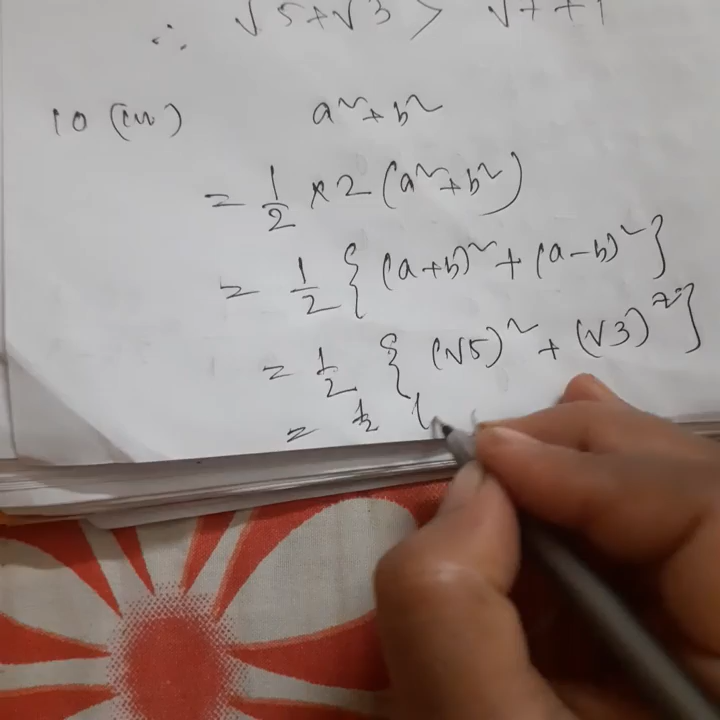 ∴ √5+√3 > √7+1
10 (iv) a²+b²
= 1/2 × 2 (a²+b²)
= 1/2 {(a+b)²+(a-b)²}
= 1/2 {(√5)²+(√3)²}
= 1/2 (